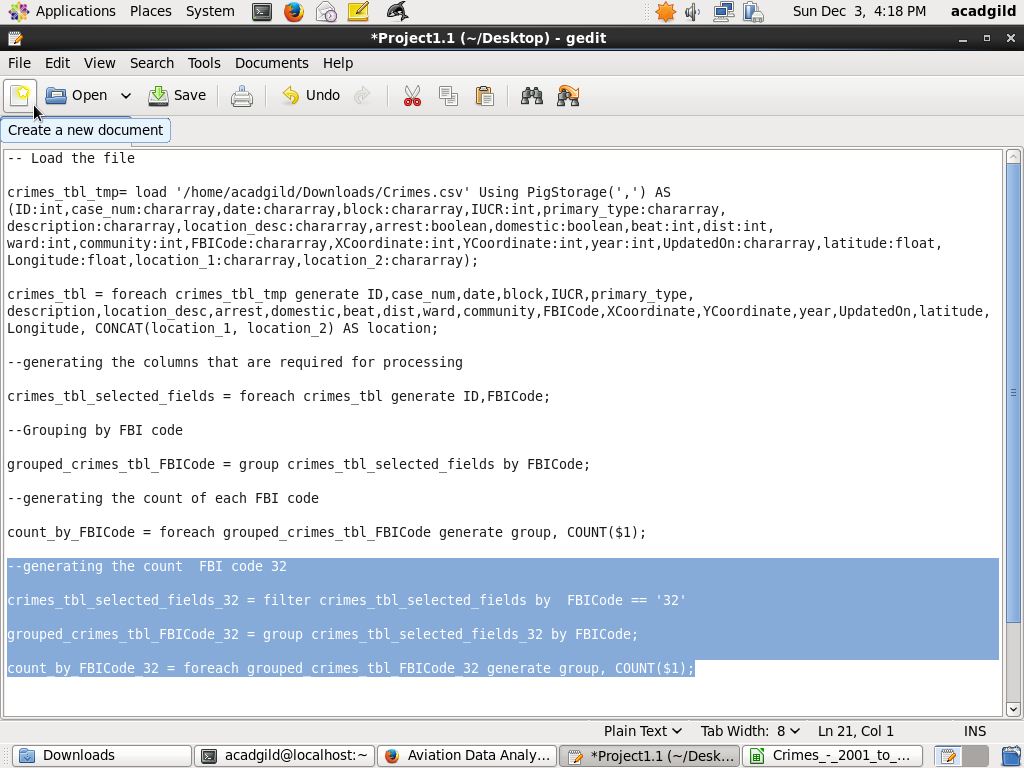 Applications Places System Sun Dec 3, 4:18 PM acadgild
*Project1.1 (~/Desktop) - gedit
File Edit View Search Tools Documents Help
Open Save Undo
Create a new document
-- Load the file
crimes_tbl_tmp= load '/home/acadgild/Downloads/Crimes.csv' Using PigStorage(',') AS
(ID:int,case_num:chararray,date:chararray,block:chararray,IUCR:int,primary_type:chararray,
description:chararray,location_desc:chararray,arrest:boolean,domestic:boolean,beat:int,dist:int,
ward:int,community:int,FBICode:chararray,XCoordinate:int,YCoordinate:int,year:int,UpdatedOn:chararray,latitude:float,
Longitude:float,location_1:chararray,location_2:chararray);
crimes_tbl = foreach crimes_tbl_tmp generate ID,case_num,date,block,IUCR,primary_type,
description,location_desc,arrest,domestic,beat,dist,ward,community,FBICode,XCoordinate,YCoordinate,year,UpdatedOn,latitude,
Longitude, CONCAT(location_1, location_2) AS location;
--generating the columns that are required for processing
crimes_tbl_selected_fields = foreach crimes_tbl generate ID,FBICode;
--Grouping by FBI code
grouped_crimes_tbl_FBICode = group crimes_tbl_selected_fields by FBICode;
--generating the count of each FBI code
count_by_FBICode = foreach grouped_crimes_tbl_FBICode generate group, COUNT($1);
--generating the count  FBI code 32
crimes_tbl_selected_fields_32 = filter crimes_tbl_selected_fields by  FBICode == '32'
grouped_crimes_tbl_FBICode_32 = group crimes_tbl_selected_fields_32 by FBICode;
count_by_FBICode_32 = foreach grouped_crimes_tbl_FBICode_32 generate group, COUNT($1);
Plain Text Tab Width: 8 Ln 21, Col 1 INS
Downloads acadgild@localhost:~ Aviation Data Analy... *Project1.1 (~/Desk... Crimes_-_2001_to_...